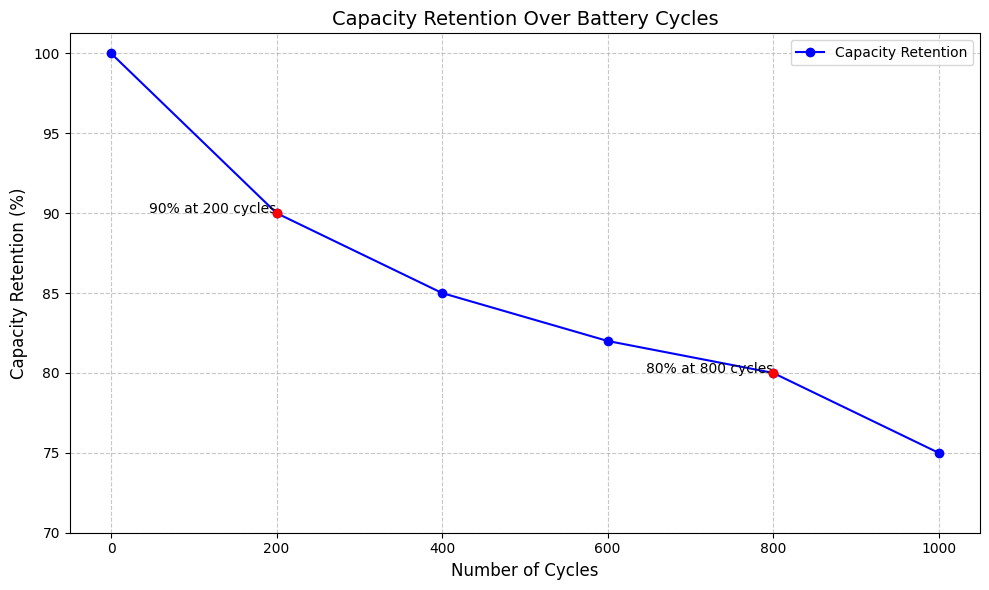 Capacity Retention Over Battery Cycles
Capacity Retention
Capacity Retention (%)
100
95
90
85
80
75
70
90% at 200 cycles
80% at 800 cycles
0 200 400 600 800 1000
Number of Cycles